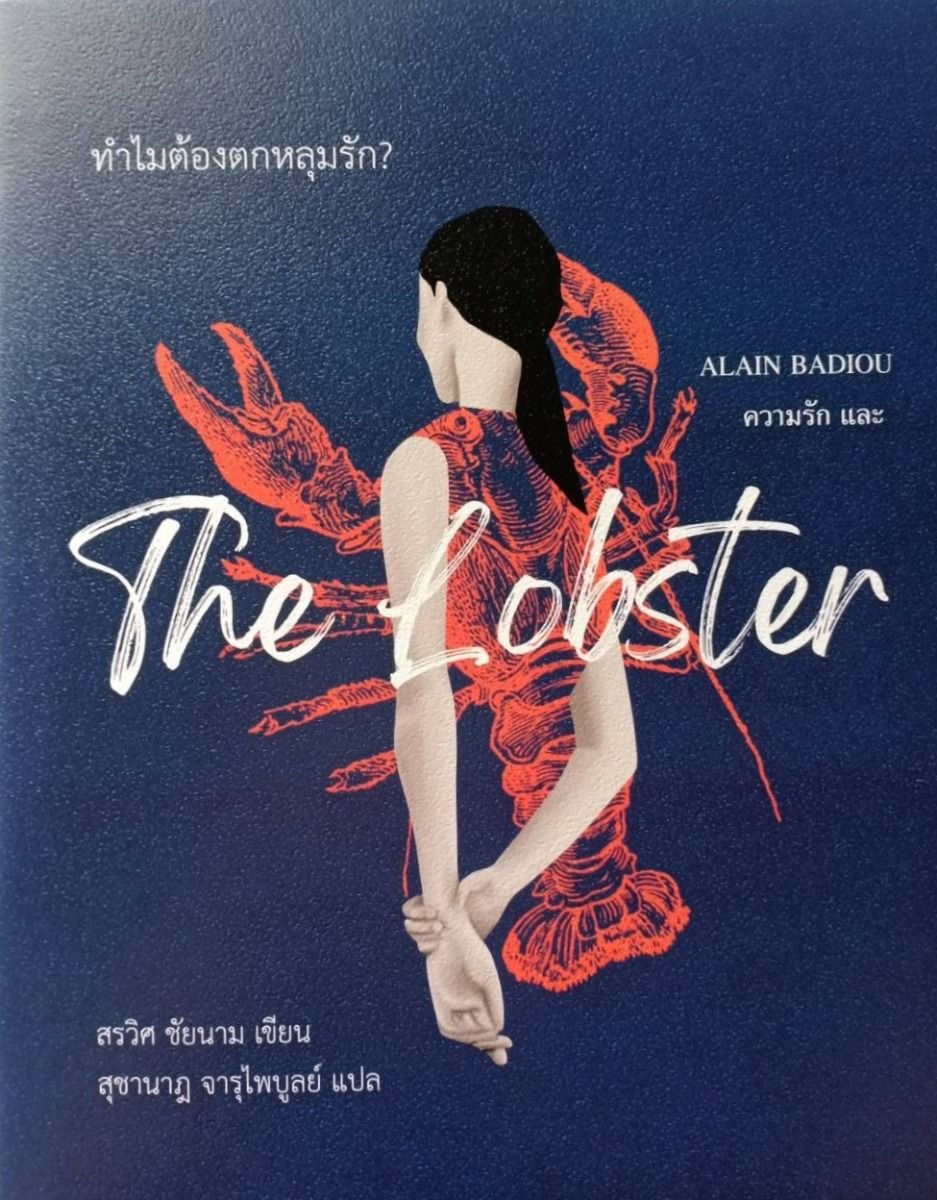 ทำไมต้องตกหลุมรัก?
ALAIN BADIOU
ความรัก และ
The Lobster
สรวิศ ชัยนาม เขียน
สุชานาฎ จารุไพบูลย์ แปล